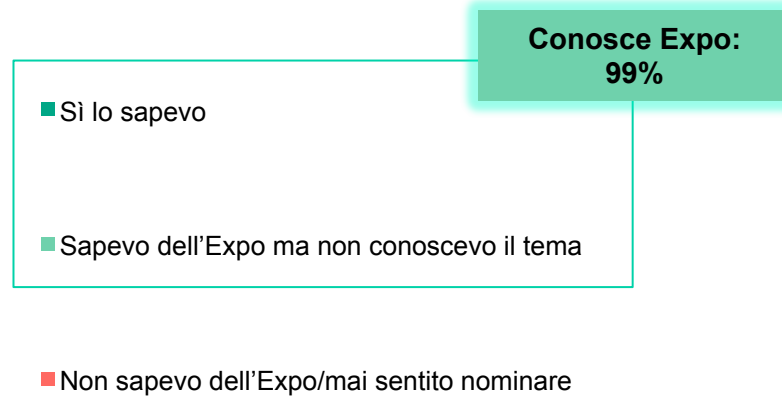 Conosce Expo:
99%
Sì lo sapevo
Sapevo dell’Expo ma non conoscevo il tema
Non sapevo dell’Expo/mai sentito nominare